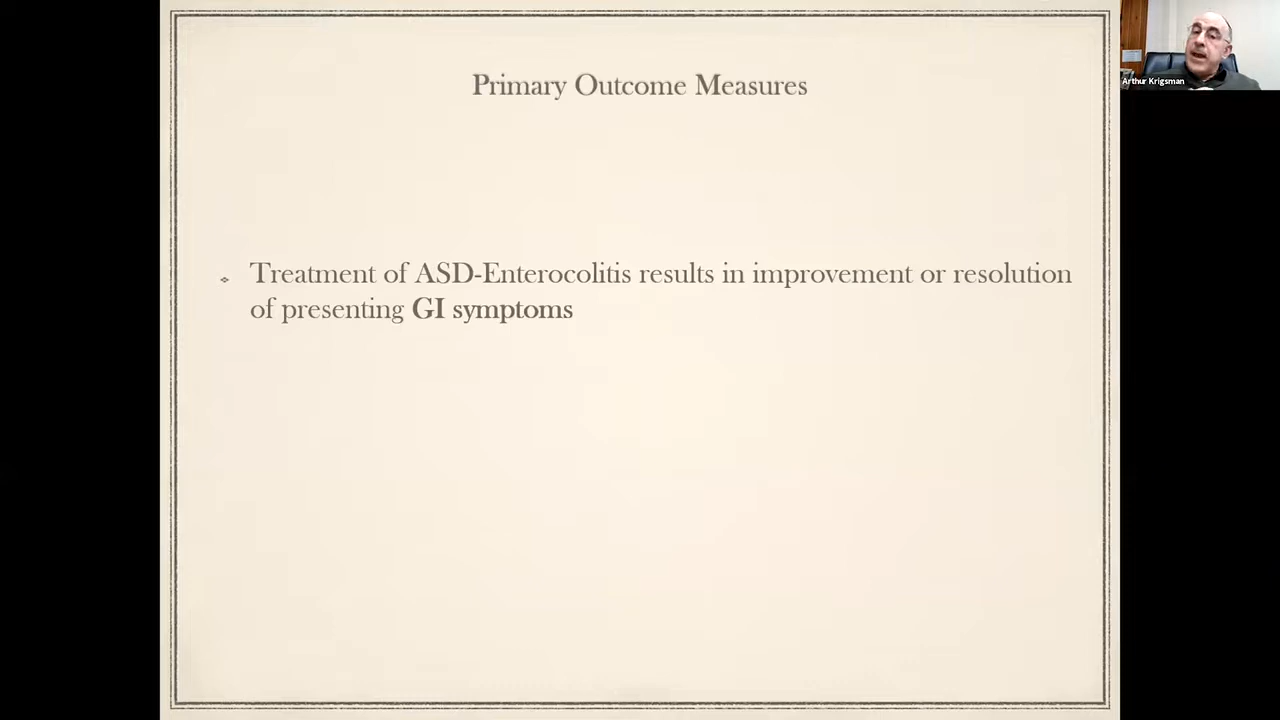 Primary Outcome Measures
Arthur Krigsman
Treatment of ASD-Enterocolitis results in improvement or resolution
of presenting GI symptoms